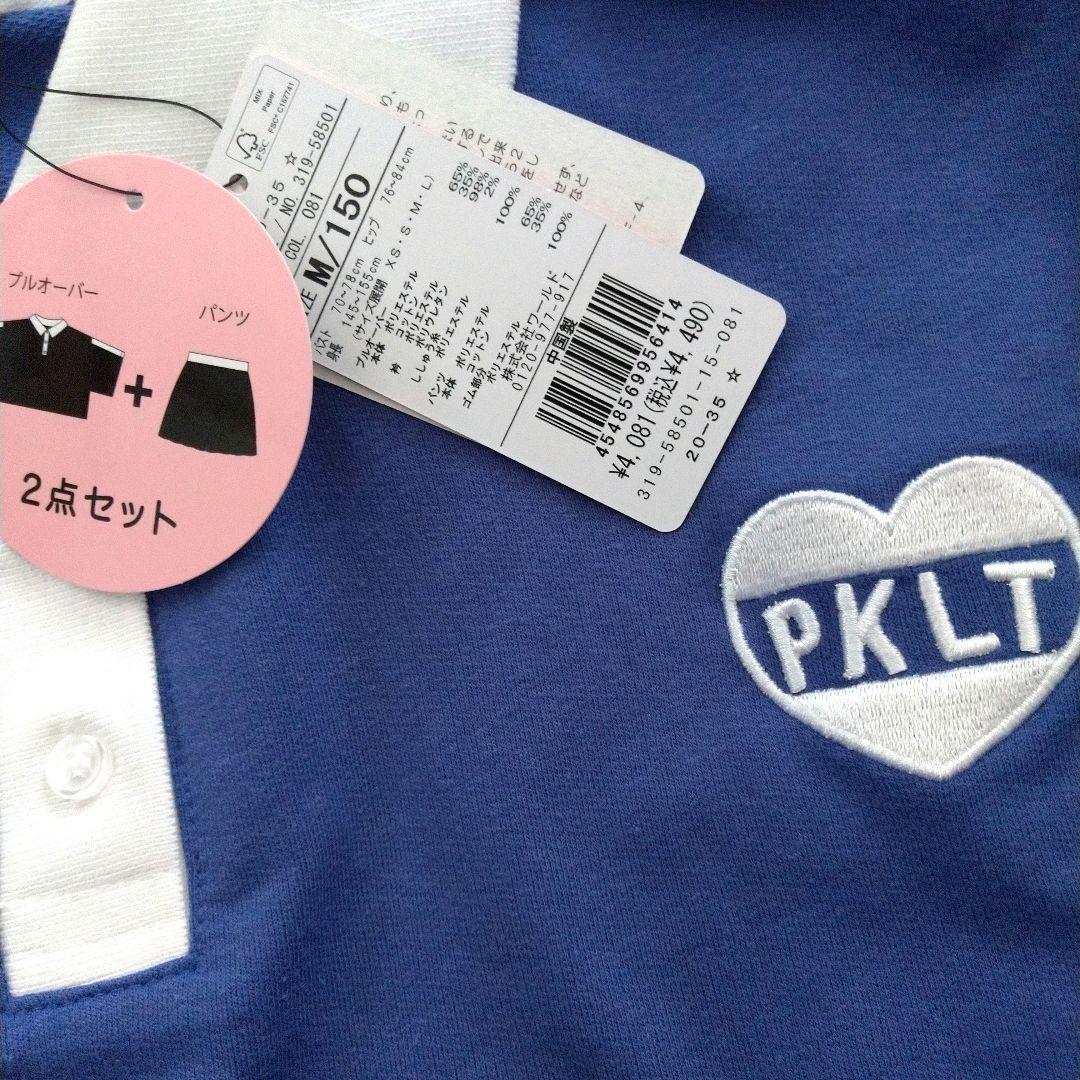 プルオーバー
パンツ
+
2点セット
MIX
Paper
FSC® C157741
FSC
-35 ☆
NO. 319-58501
COL. 081
M/150
バスト 70~78cm ヒップ 76~84cm
身長 145~155cm
(サイズ展開 XS・S・M・L)
プルオーバー
本体 ポリエステル 65%
コットン 35%
衿 ポリエステル 98%
ポリウレタン 2%
ししゅう糸 ポリエステル 100%
パンツ
本体 ポリエステル 65%
コットン 35%
ゴム部分 ポリエステル 100%
株式会社ワールド
0120-977-917
中国製
4548569956414
¥4,081(税込¥4,490)
319-58501-15-081
20-35 ☆
PKLT